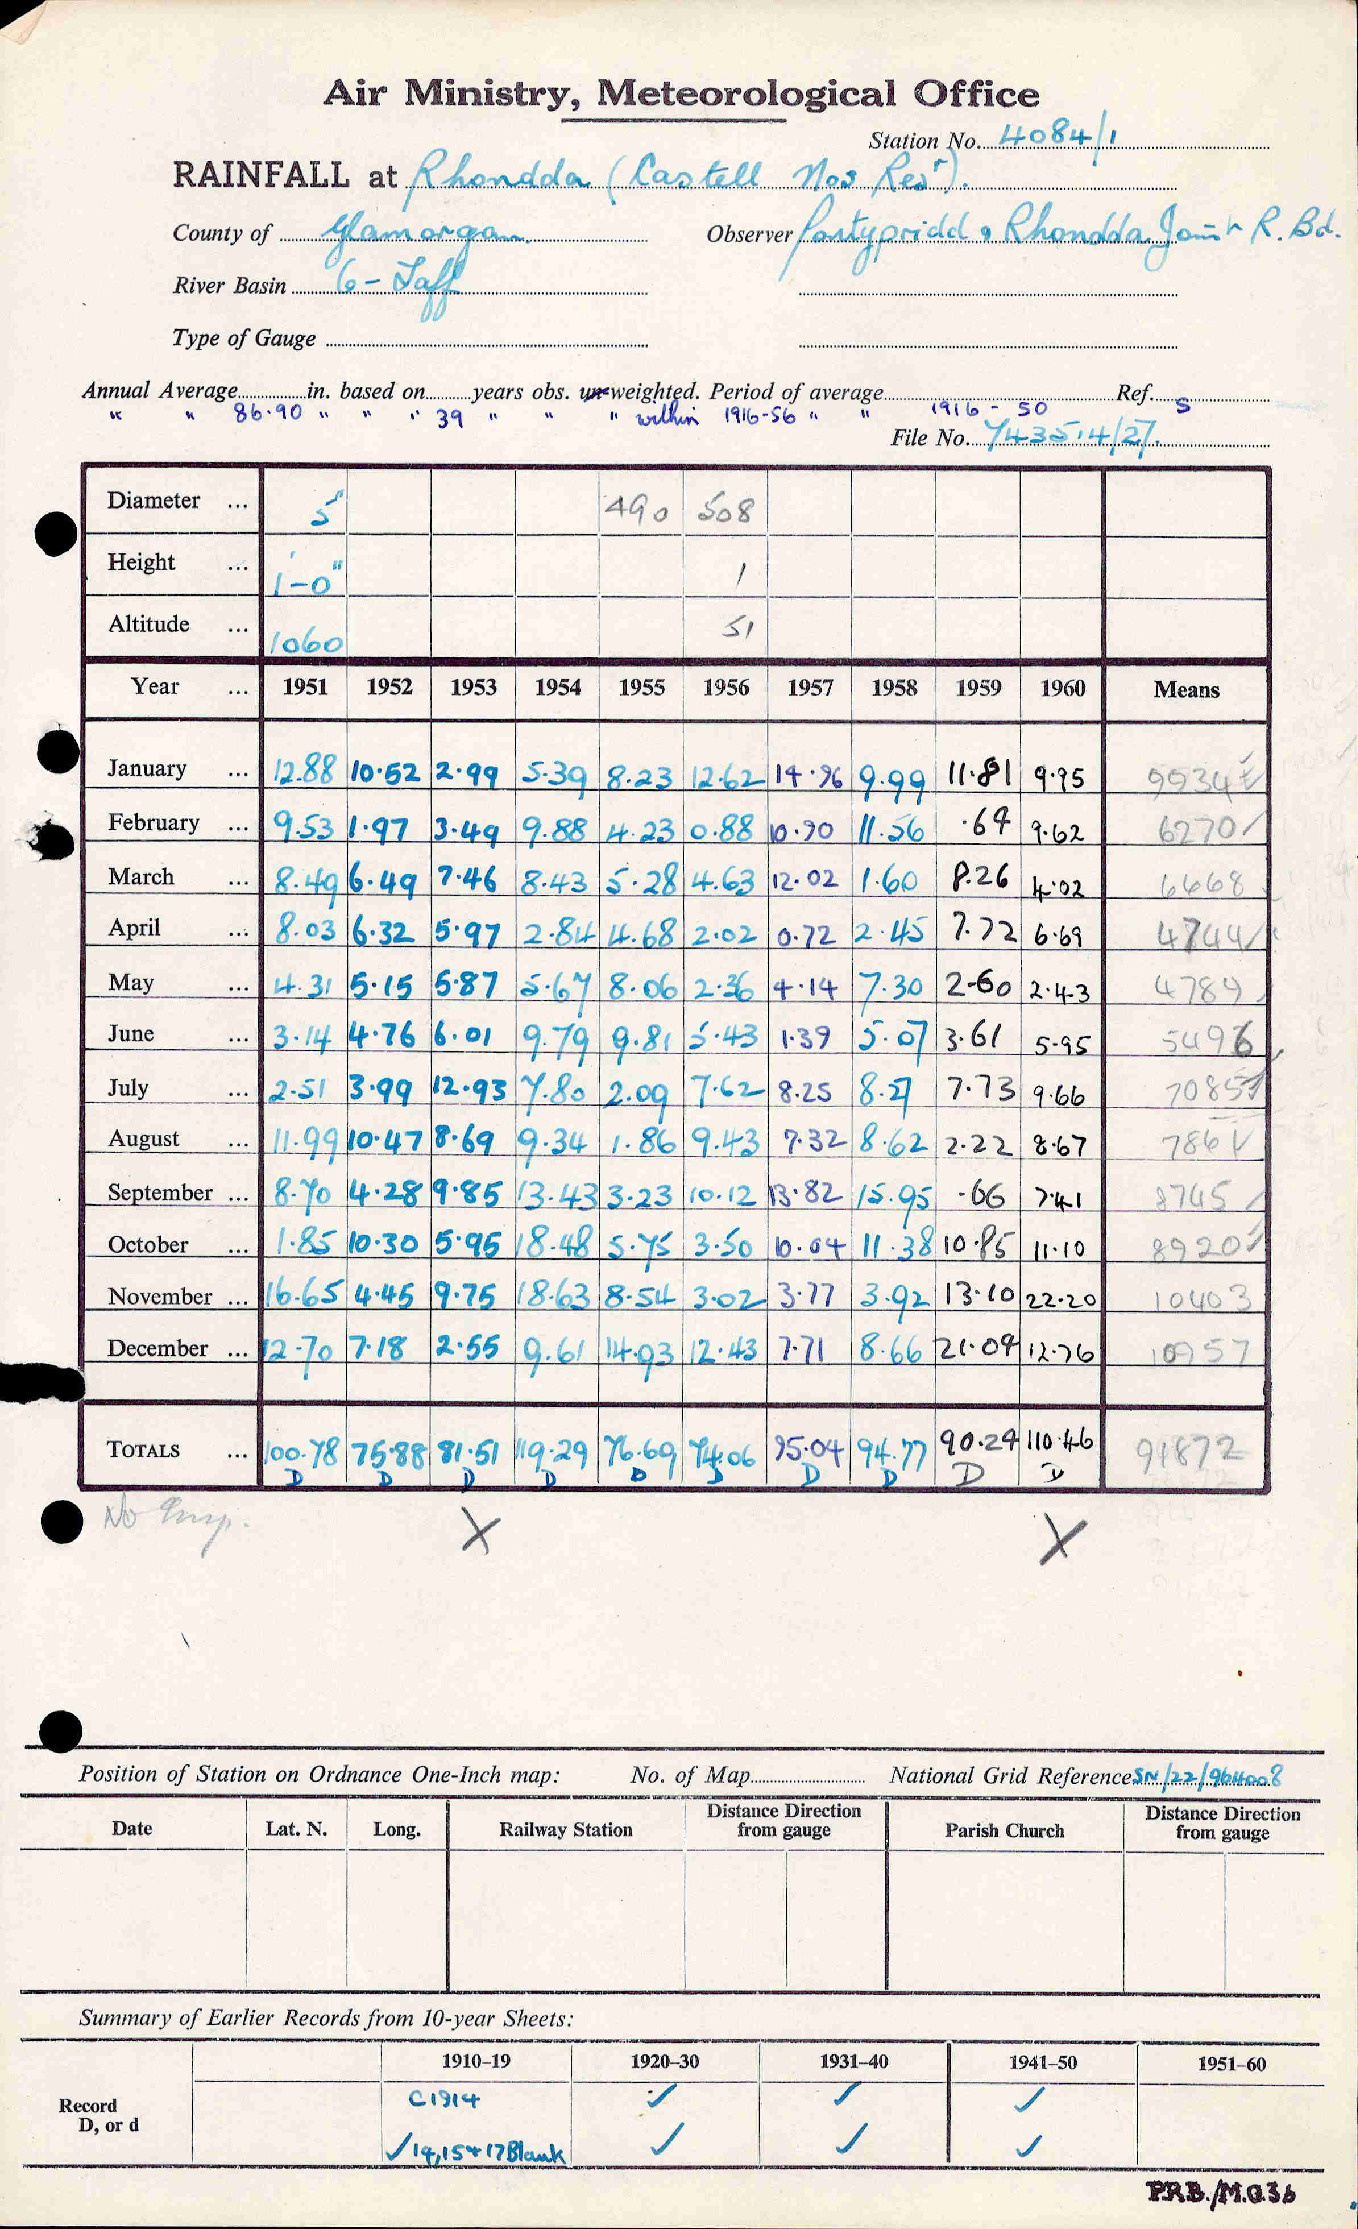 Air Ministry, Meteorological Office
Station No. 4084/1
RAINFALL at Rhondda (Castell Nos Resr).
County of Glamorgan. Observer Pontypridd & Rhondda Joint R. Bd.
River Basin 6 - Taff
Type of Gauge
Annual Average in. based on years obs. un-weighted. Period of average Ref. S
" " 86.90 " " " 39 " " " within 1916-56 " " 1916 - 50
File No. 743514/27.
Diameter ... 5" 490 508
Height ... 1'-0" 1
Altitude ... 1060 51
Year ... 1951 1952 1953 1954 1955 1956 1957 1958 1959 1960 Means
January ... 12.88 10.52 2.99 5.39 8.23 12.62 14.96 9.99 11.81 9.95 9934
February ... 9.53 1.97 3.49 9.88 4.23 0.88 10.90 11.56 .64 9.62 6270
March ... 8.49 6.49 7.46 8.43 5.28 4.63 12.02 1.60 8.26 4.02 6668
April ... 8.03 6.32 5.97 2.84 4.68 2.02 0.72 2.45 7.72 6.69 4744
May ... 4.31 5.15 5.87 5.67 8.06 2.36 4.14 7.30 2.60 2.43 4789
June ... 3.14 4.76 6.01 9.79 9.81 5.43 1.39 5.07 3.61 5.95 5496
July ... 2.51 3.99 12.93 7.80 2.09 7.62 8.25 8.27 7.73 9.66 7085
August ... 11.99 10.47 8.69 9.34 1.86 9.43 7.32 8.62 2.22 8.67 7861
September ... 8.70 4.28 9.85 13.43 3.23 10.12 13.82 15.95 .66 7.41 8745
October ... 1.85 10.30 5.95 18.48 5.75 3.50 10.04 11.38 10.85 11.10 8920
November ... 16.65 4.45 9.75 18.63 8.54 3.02 3.77 3.92 13.10 22.20 10403
December ... 12.70 7.18 2.55 9.61 14.93 12.43 7.71 8.66 21.09 12.76 10957
TOTALS ... 100.78 75.88 81.51 119.29 76.69 74.06 95.04 94.77 90.29 110.46 91872
D D D D D D D D D D
No
X X
Position of Station on Ordnance One-Inch map: No. of Map National Grid Reference SN/22/964008
Date Lat. N. Long. Railway Station Distance Direction from gauge Parish Church Distance Direction from gauge
Summary of Earlier Records from 10-year Sheets:
1910-19 1920-30 1931-40 1941-50 1951-60
Record C1914 ✓ ✓ ✓
D, or d ✓ 14, 15 + 17 Blank ✓ ✓ ✓
P.R.B./M.O.3b